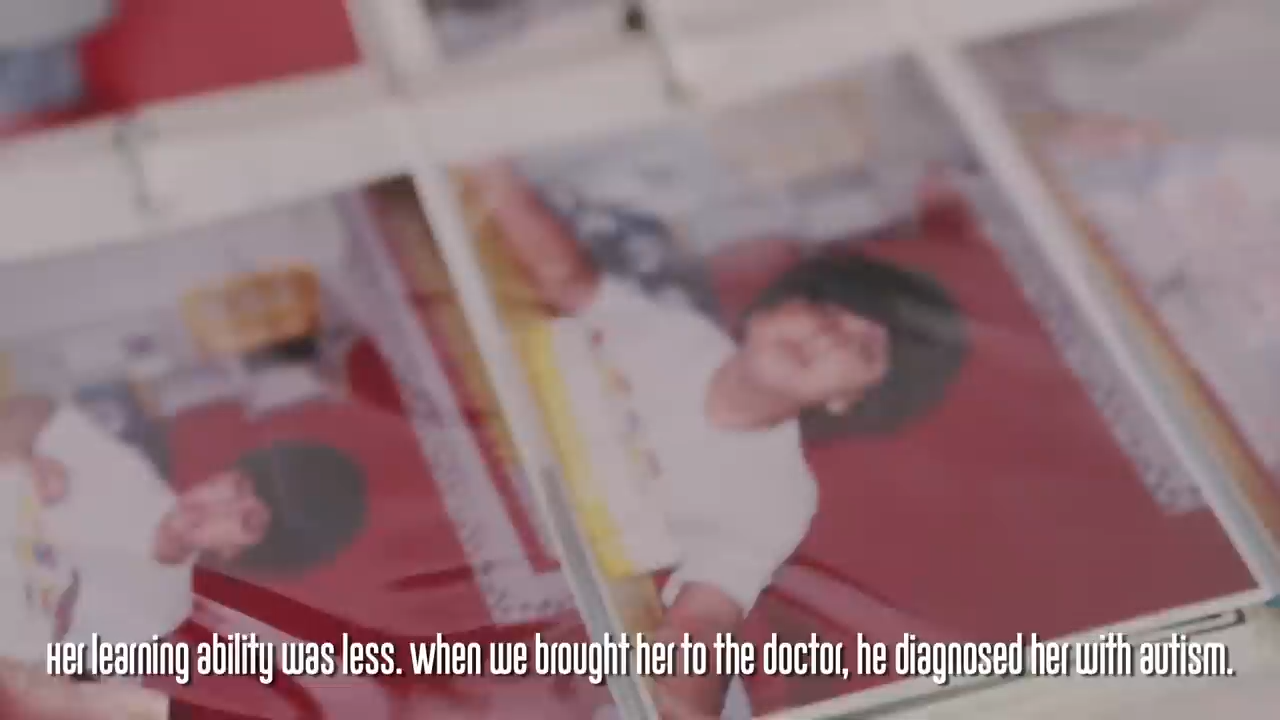 Her learning ability was less. When we brought her to the doctor, he diagnosed her with autism.